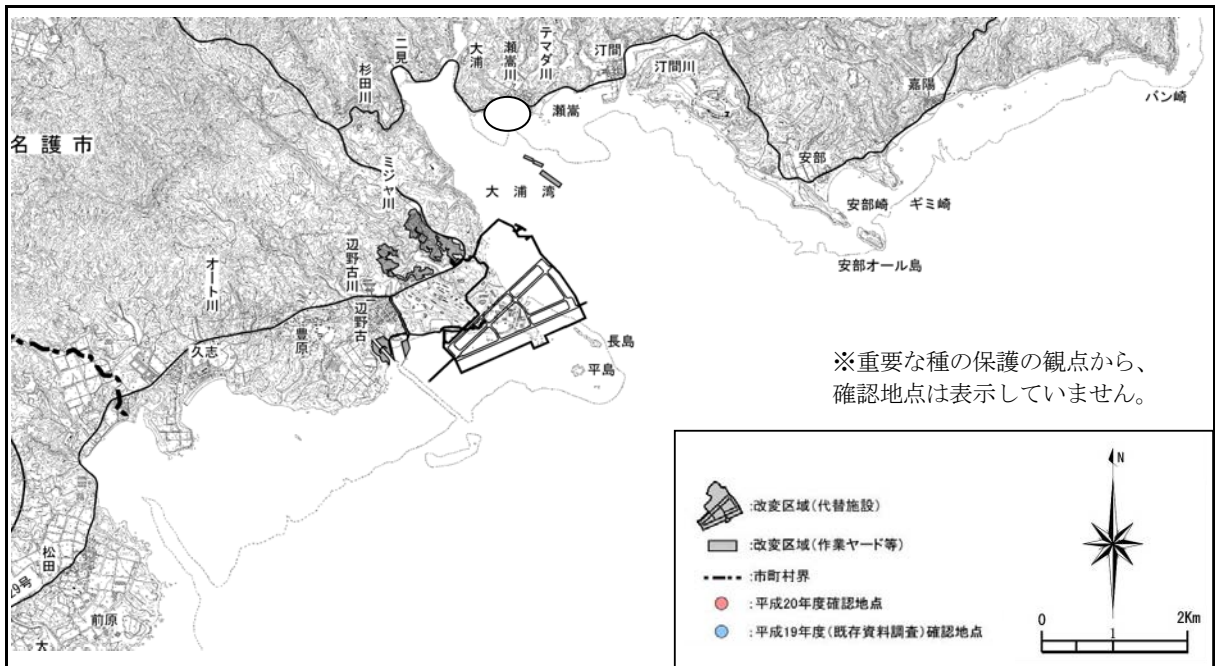 二見
大浦
瀬嵩川
テマダ川
汀間
杉田川
汀間川
瀬嵩
嘉陽
バン崎
名護市
安部
ミジャ川
大浦湾
安部崎
ギミ崎
安部オール島
辺野古川
オート川
辺野古
豊原
久志
長島
平島
※重要な種の保護の観点から、
確認地点は表示していません。
N
:改変区域(代替施設)
:改変区域(作業ヤード等)
:市町村界
:平成20年度確認地点
:平成19年度(既存資料調査)確認地点
0 1 2Km
松田
29号
前原
大